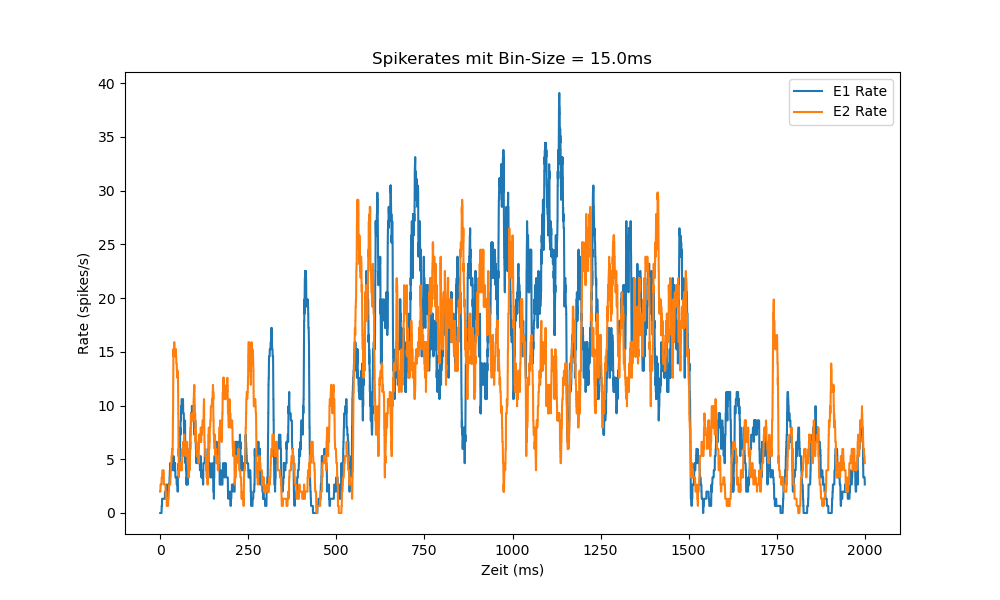 Spikerates mit Bin-Size = 15.0ms
E1 Rate
E2 Rate
40
35
30
25
20
15
10
5
0
Rate (spikes/s)
0 250 500 750 1000 1250 1500 1750 2000
Zeit (ms)